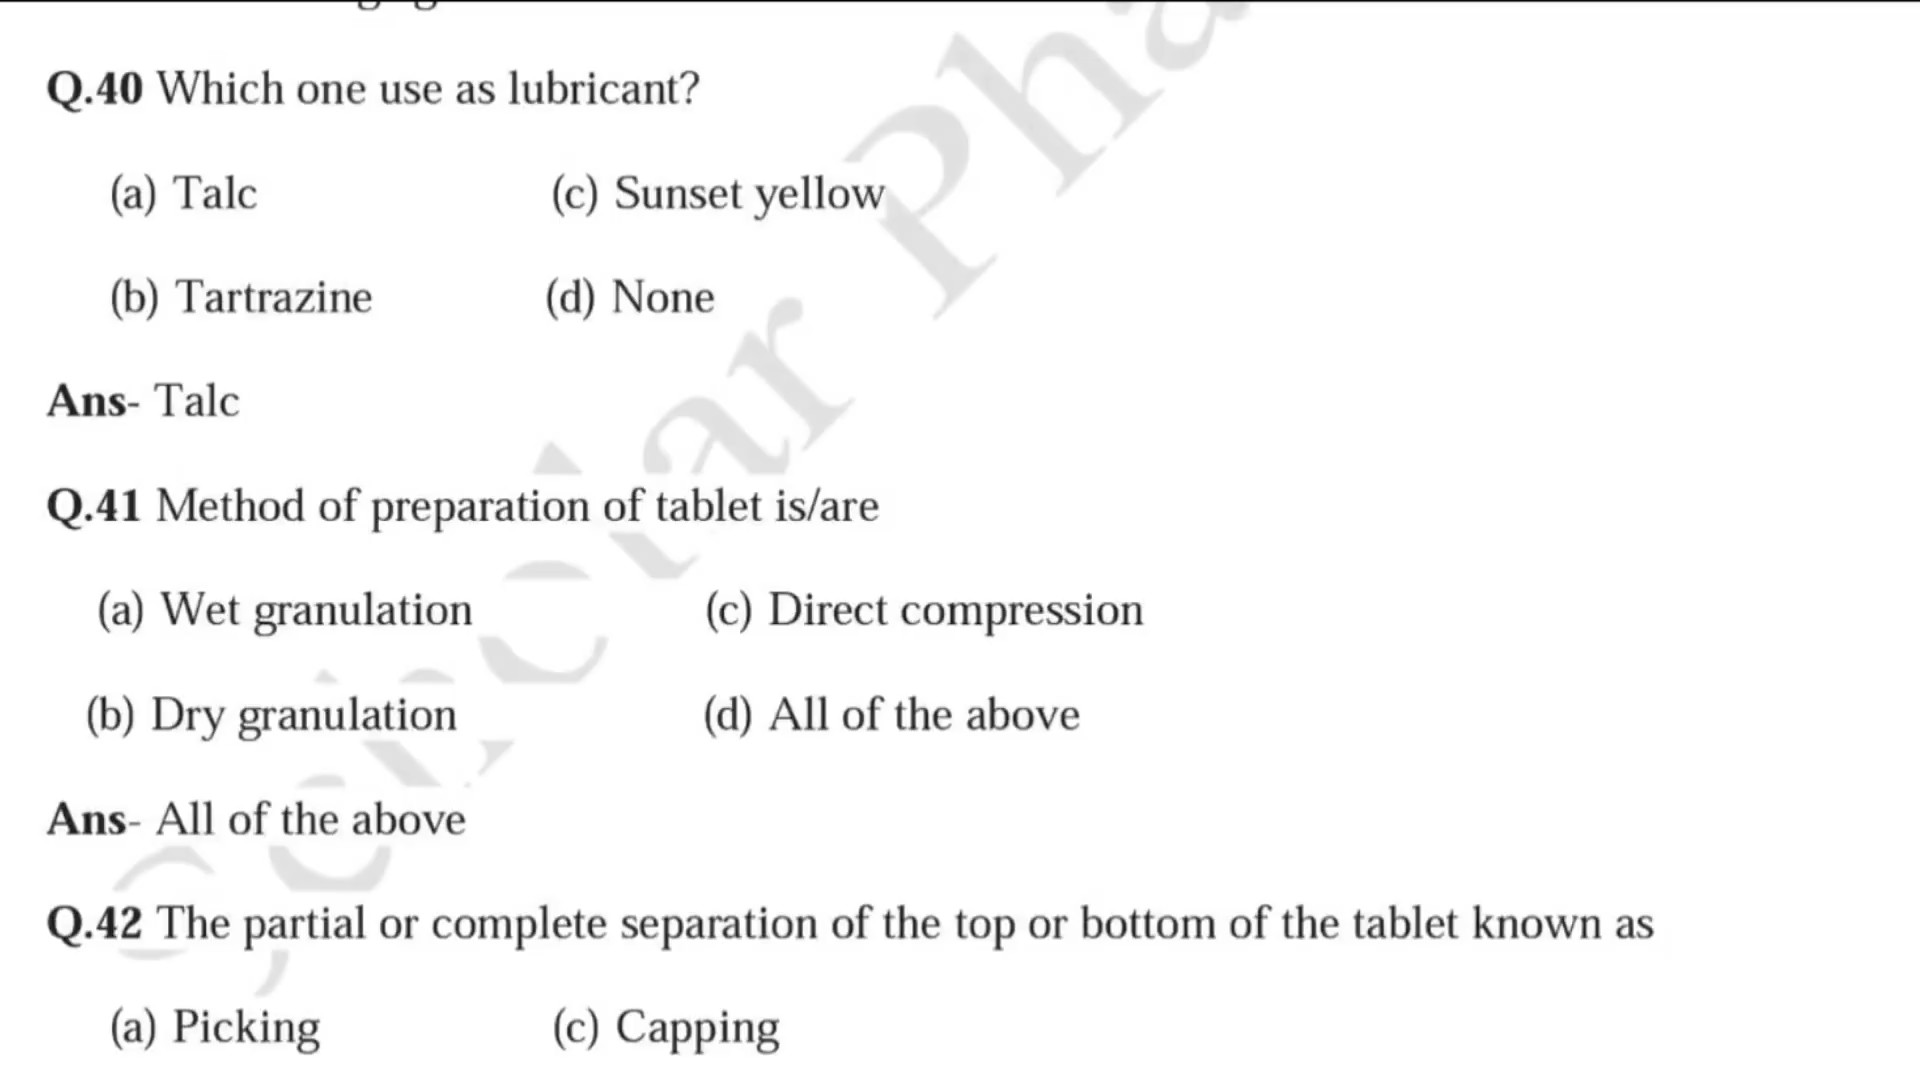 Q.40 Which one use as lubricant?
(a) Talc (c) Sunset yellow
(b) Tartrazine (d) None
Ans- Talc
Q.41 Method of preparation of tablet is/are
(a) Wet granulation (c) Direct compression
(b) Dry granulation (d) All of the above
Ans- All of the above
Q.42 The partial or complete separation of the top or bottom of the tablet known as
(a) Picking (c) Capping